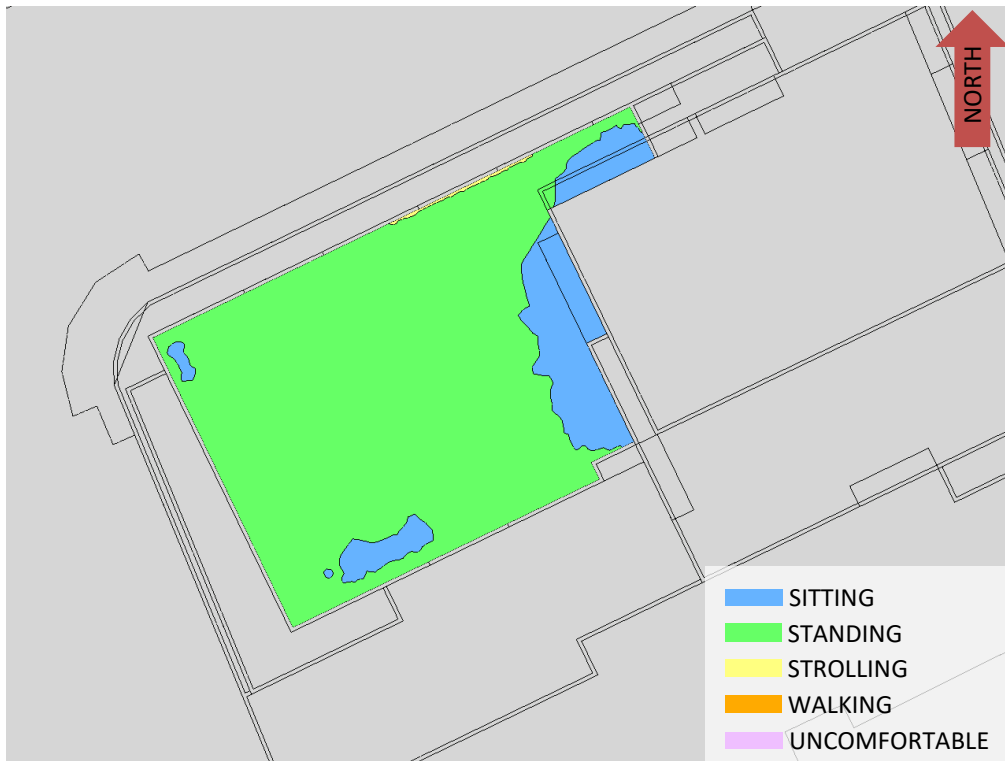 NORTH
SITTING
STANDING
STROLLING
WALKING
UNCOMFORTABLE